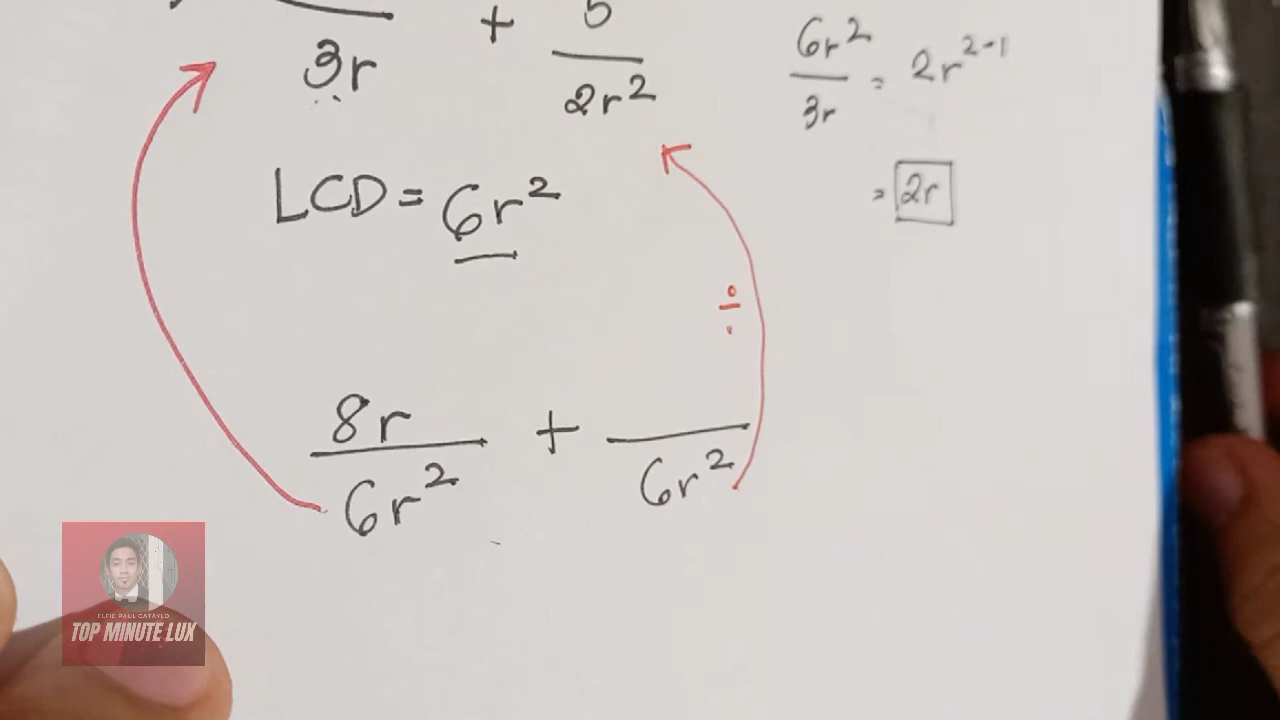 3r + 5/2r²
6r²/3r = 2r²⁻¹
LCD = 6r²
= 2r
÷
8r/6r² + /6r²
ELFIE PAUL CATAYLO
TOP MINUTE LUX